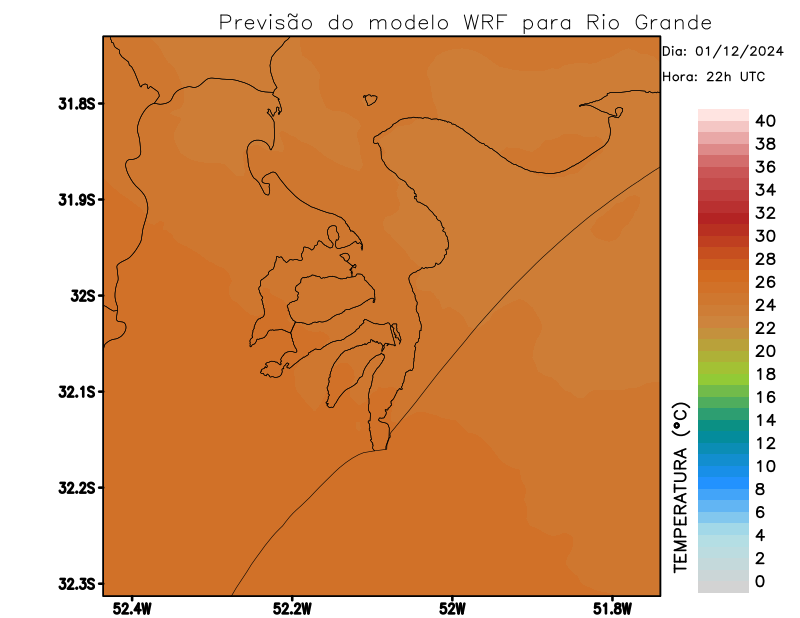 Previsão do modelo WRF para Rio Grande
Dia: 01/12/2024
Hora: 22h UTC
31.8S
31.9S
32S
32.1S
32.2S
32.3S
52.4W
52.2W
52W
51.8W
TEMPERATURA (°C)
40
38
36
34
32
30
28
26
24
22
20
18
16
14
12
10
8
6
4
2
0